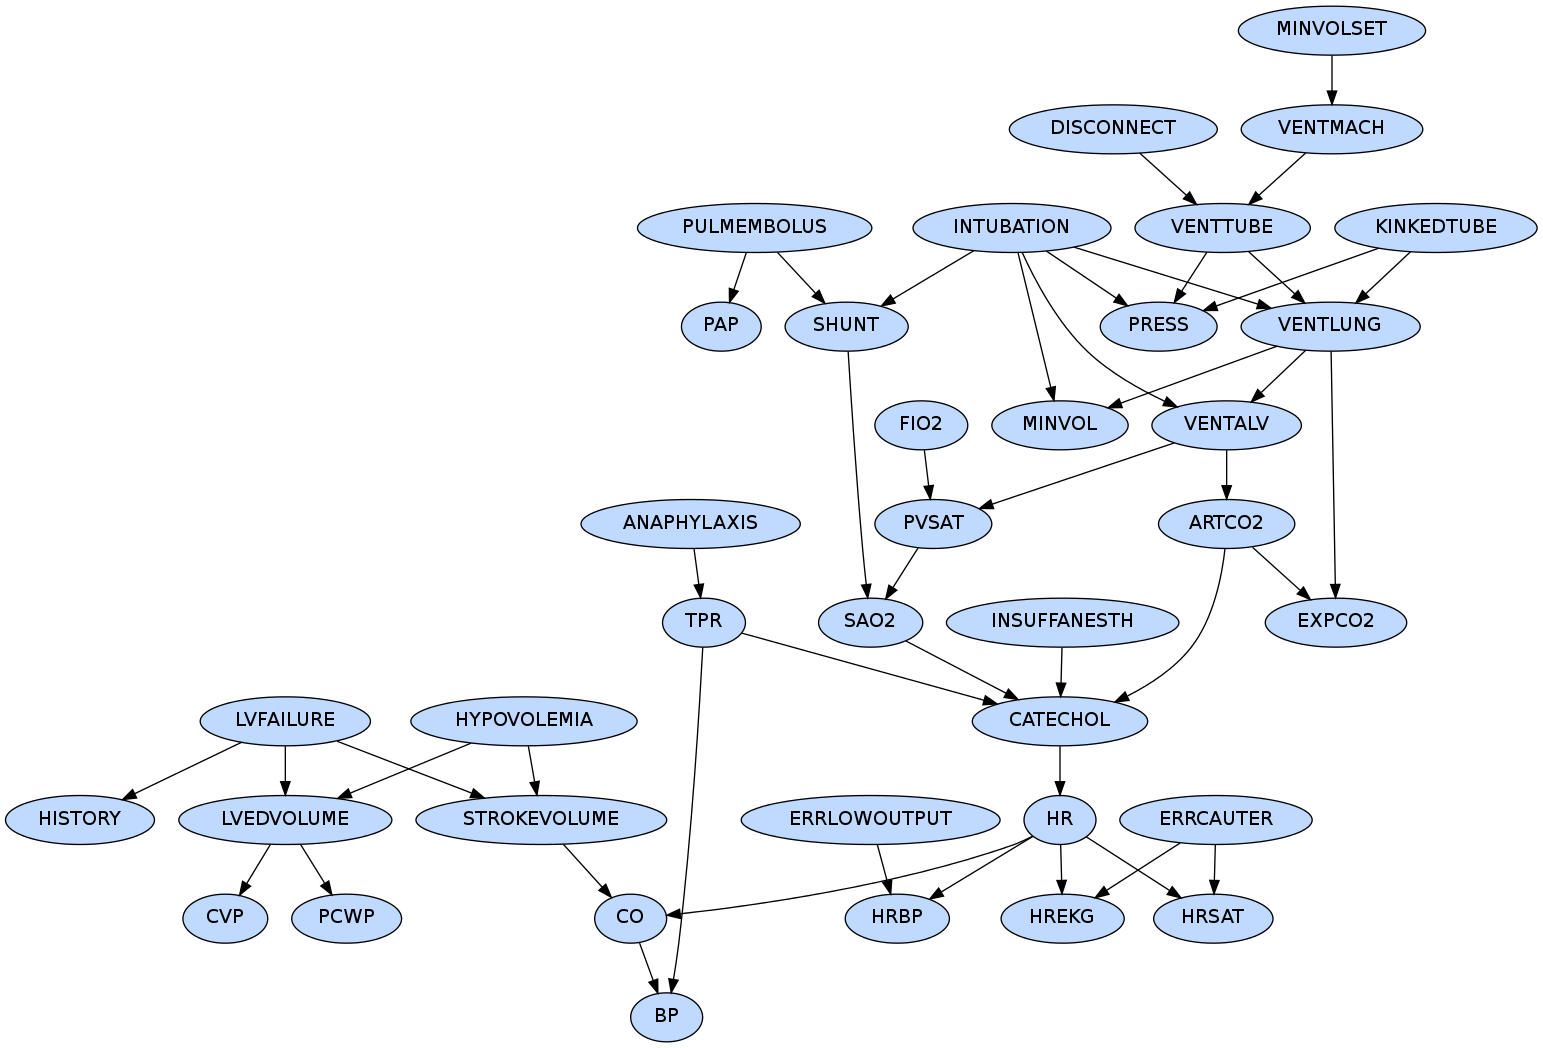 MINVOLSET
DISCONNECT
VENTMACH
PULMEMBOLUS
INTUBATION
VENTTUBE
KINKEDTUBE
PAP
SHUNT
PRESS
VENTLUNG
FIO2
MINVOL
VENTALV
ANAPHYLAXIS
PVSAT
ARTCO2
TPR
SAO2
INSUFFANESTH
EXPCO2
LVFAILURE
HYPOVOLEMIA
CATECHOL
HISTORY
LVEDVOLUME
STROKEVOLUME
ERRLOWOUTPUT
HR
ERRCAUTER
CVP
PCWP
CO
HRBP
HREKG
HRSAT
BP